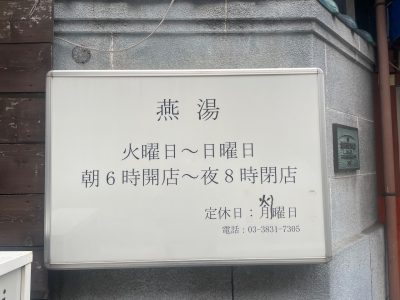 燕湯
火曜日～日曜日
朝６時開店～夜８時閉店
火
定休日：月曜日
電話：03-3831-7305